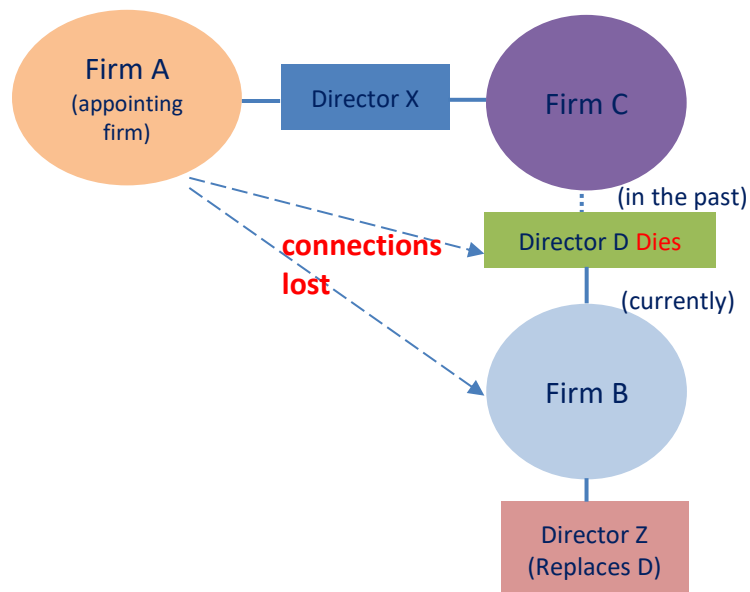 Firm A
(appointing
firm)
Director X
Firm C
(in the past)
Director D Dies
connections
lost
(currently)
Firm B
Director Z
(Replaces D)